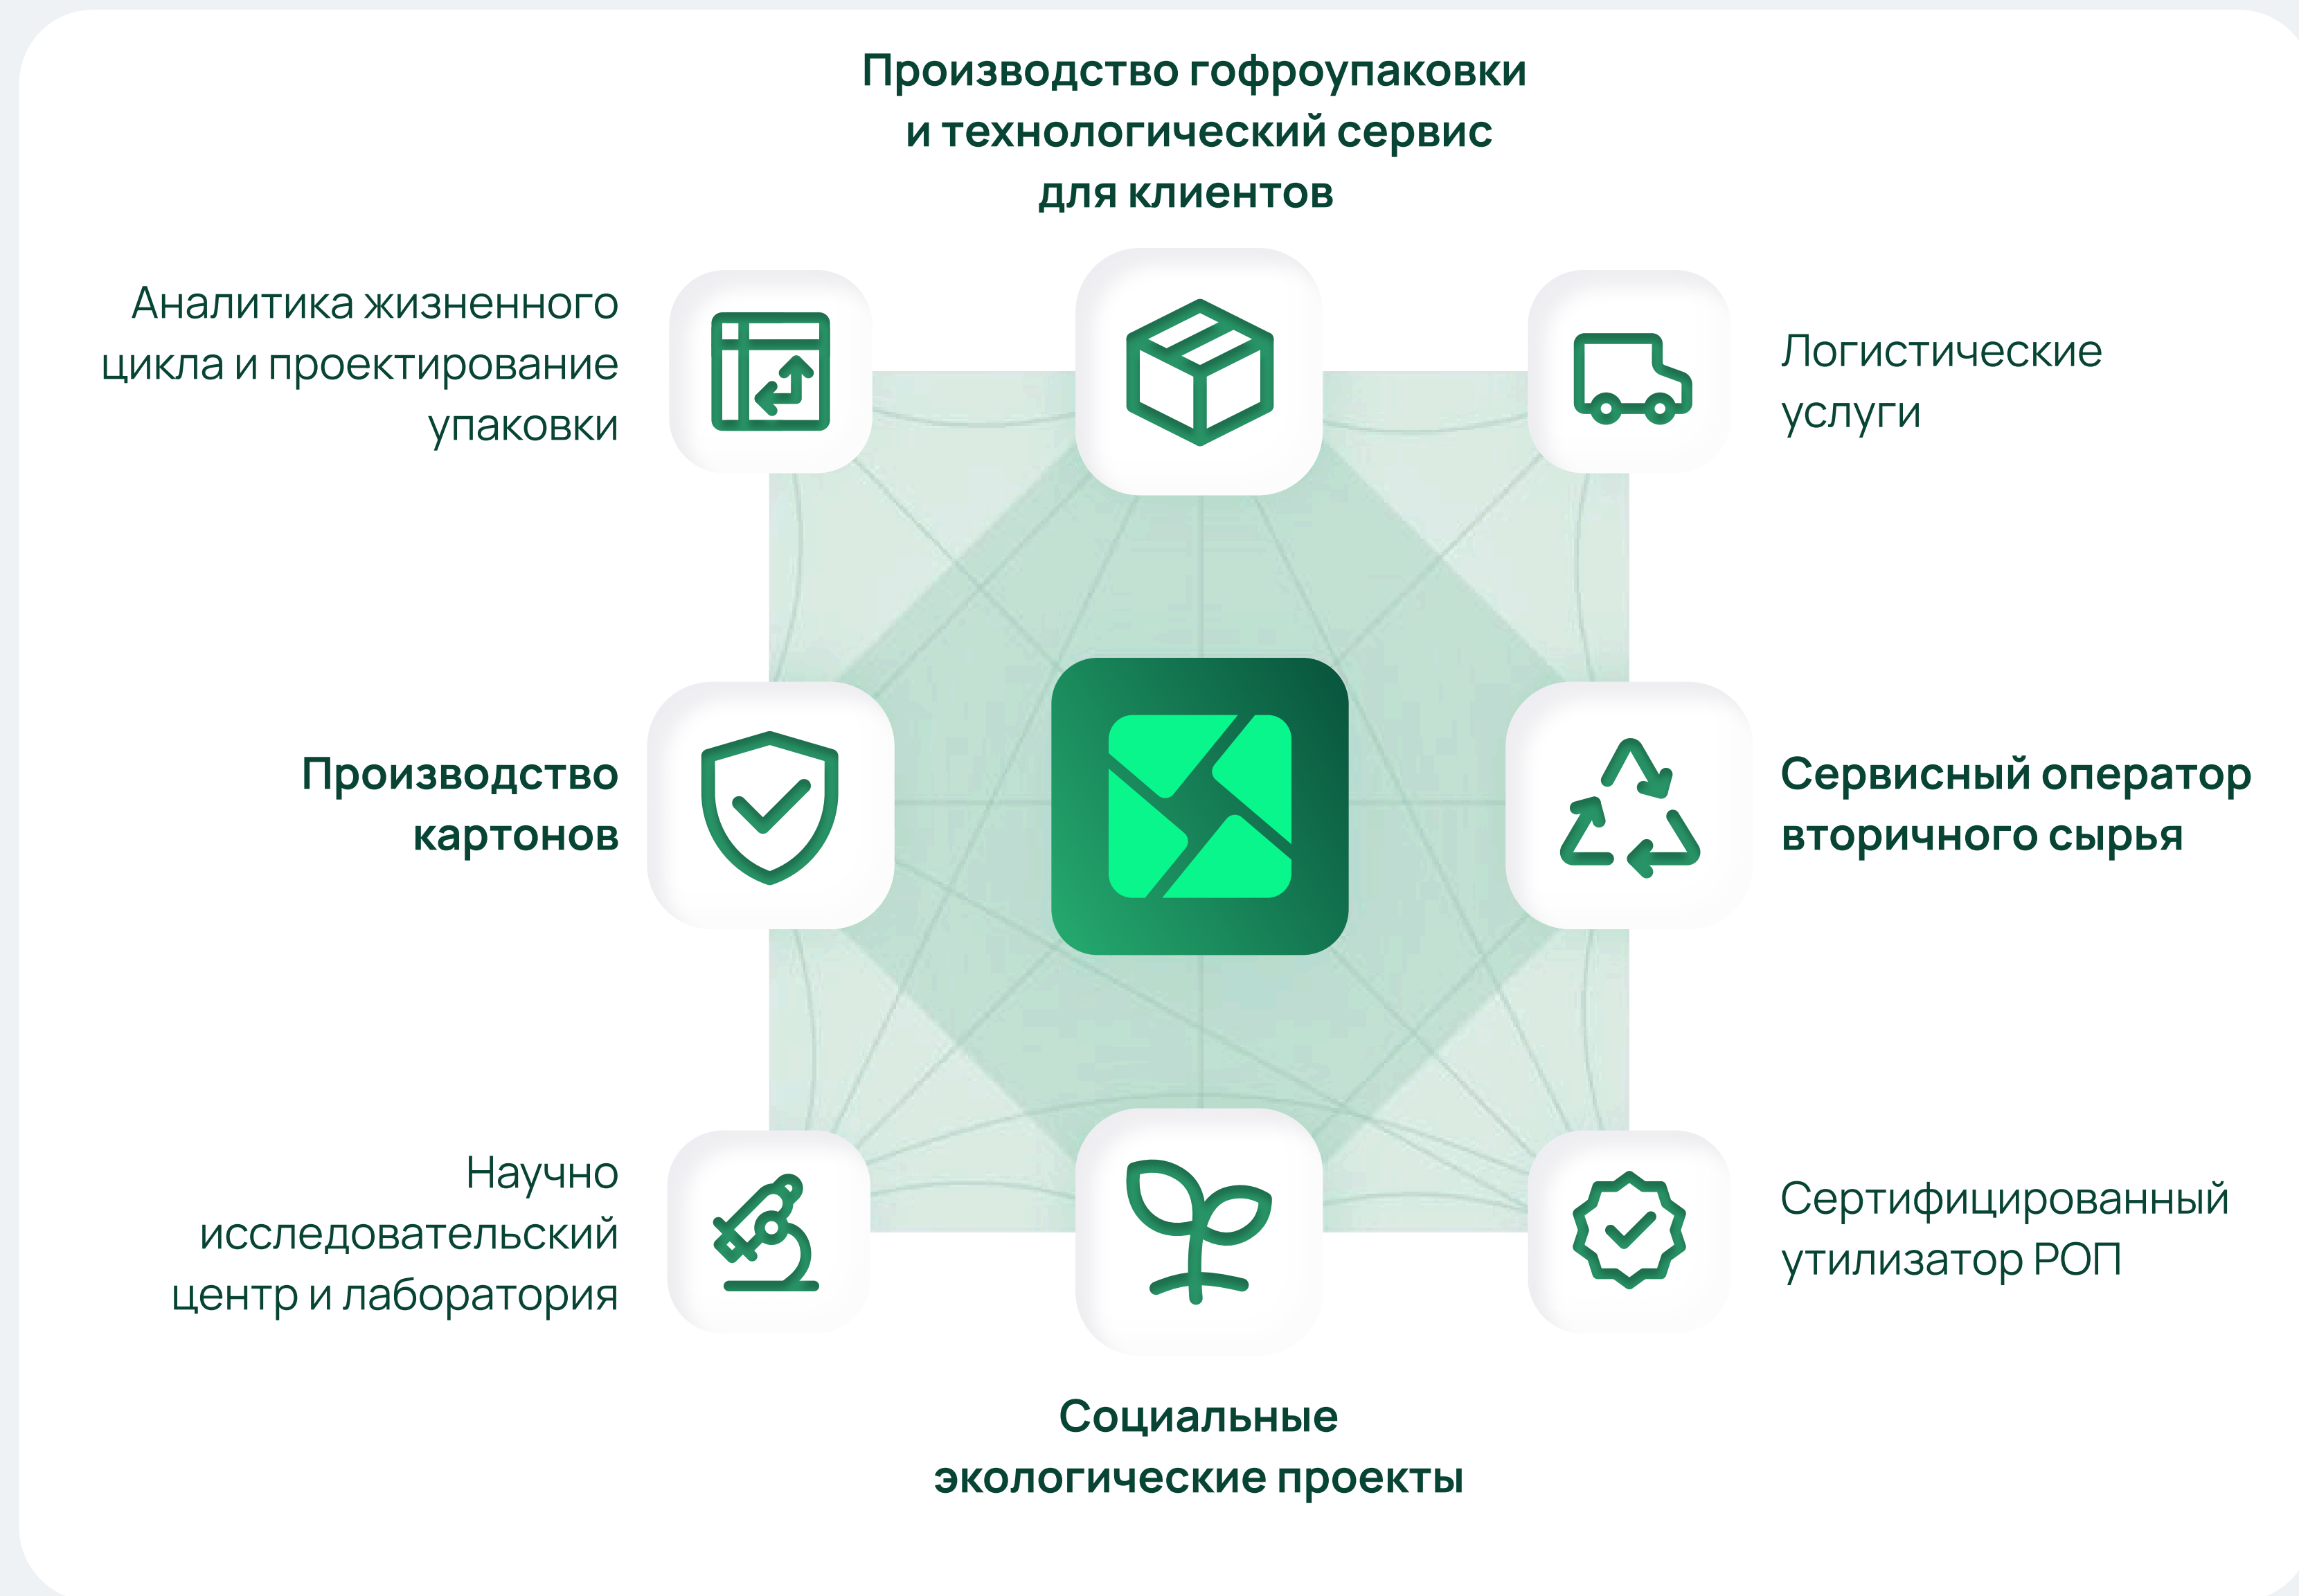 Производство гофроупаковки
и технологический сервис
для клиентов
Аналитика жизненного
цикла и проектирование
упаковки
Логистические
услуги
Производство
картонов
Сервисный оператор
вторичного сырья
Научно
исследовательский
центр и лаборатория
Сертифицированный
утилизатор РОП
Социальные
экологические проекты